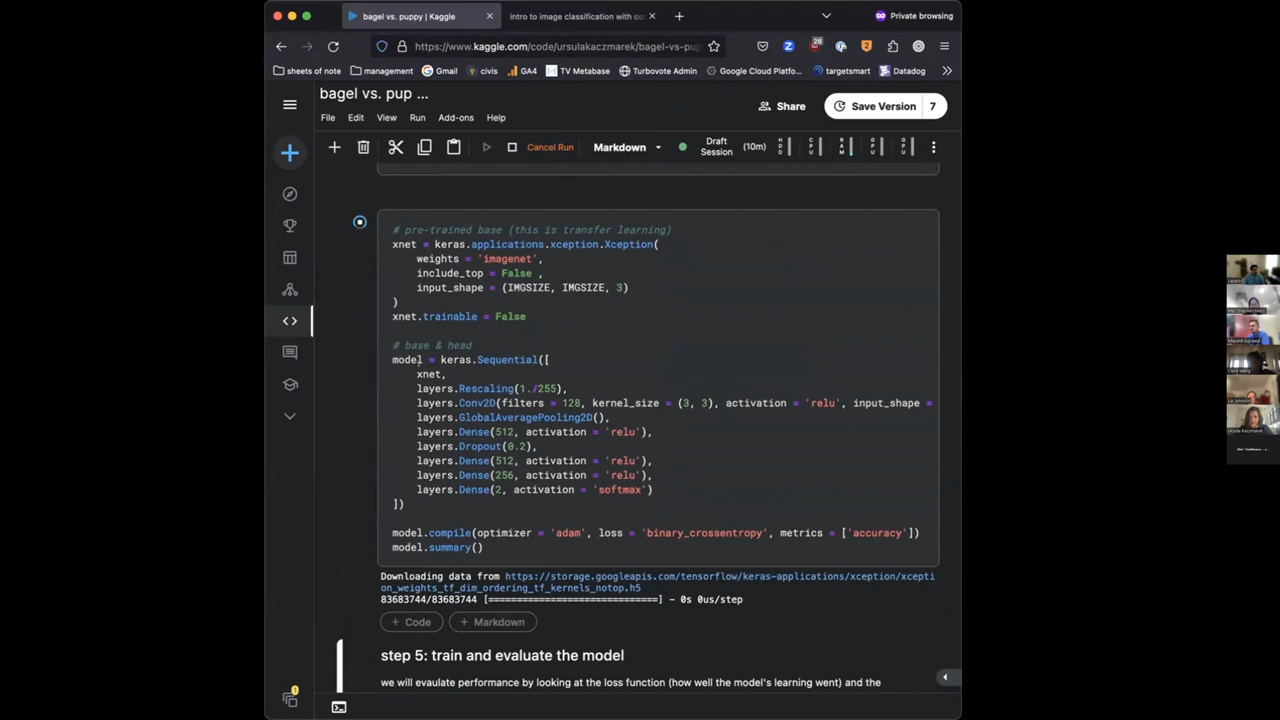 bagel vs. puppy | Kaggle
intro to image classification with co
Private browsing
https://www.kaggle.com/code/ursulakaczmarek/bagel-vs-pup
26
2
sheets of note
management
Gmail
civis
GA4
TV Metabase
Turbovote Admin
Google Cloud Platfo...
targetsmart
Datadog
bagel vs. pup ...
Share
Save Version
7
File Edit View Run Add-ons Help
Cancel Run
Markdown
Draft Session
(10m)
HDD
CPU
RAM
GPU
GPU
# pre-trained base (this is transfer learning)
xnet = keras.applications.xception.Xception(
weights = 'imagenet',
include_top = False ,
input_shape = (IMGSIZE, IMGSIZE, 3)
)
xnet.trainable = False
# base & head
model = keras.Sequential([
xnet,
layers.Rescaling(1./255),
layers.Conv2D(filters = 128, kernel_size = (3, 3), activation = 'relu', input_shape =
layers.GlobalAveragePooling2D(),
layers.Dense(512, activation = 'relu'),
layers.Dropout(0.2),
layers.Dense(512, activation = 'relu'),
layers.Dense(256, activation = 'relu'),
layers.Dense(2, activation = 'softmax')
])
model.compile(optimizer = 'adam', loss = 'binary_crossentropy', metrics = ['accuracy'])
model.summary()
Downloading data from https://storage.googleapis.com/tensorflow/keras-applications/xception/xcepti
on_weights_tf_dim_ordering_tf_kernels_notop.h5
83683744/83683744 [==============================] - 0s 0us/step
+ Code
+ Markdown
step 5: train and evaluate the model
we will evaulate performance by looking at the loss function (how well the model's learning went) and the
1